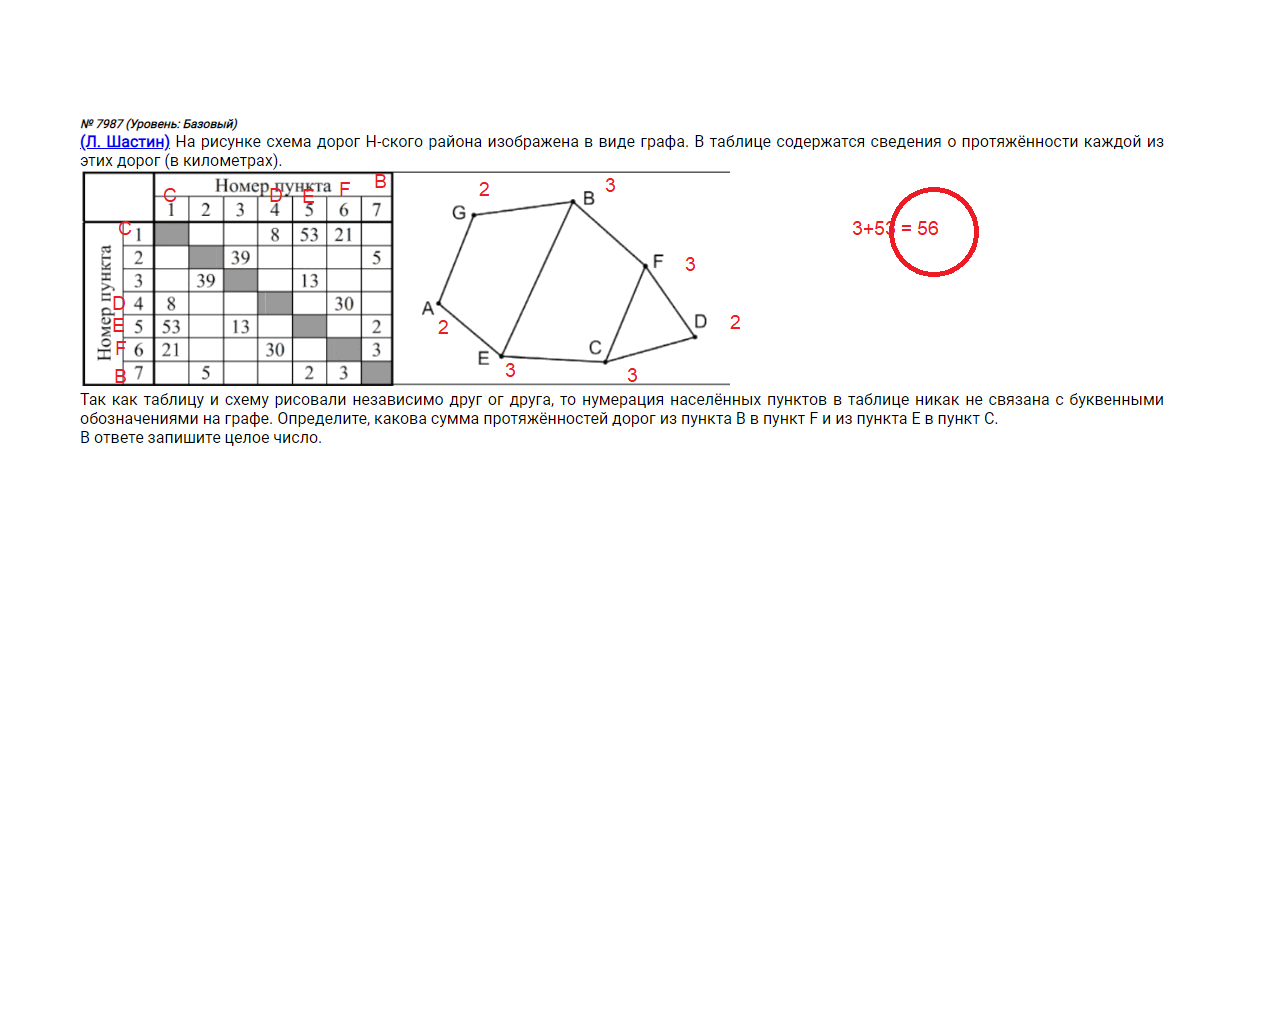 № 7987 (Уровень: Базовый)
(Л. Шастин) На рисунке схема дорог Н-ского района изображена в виде графа. В таблице содержатся сведения о протяжённости каждой из
этих дорог (в километрах).
Номер пункта
C D E F B
1 2 3 4 5 6 7
Номер пункта
C 1 8 53 21
2 39 5
3 39 13
D 4 8 30
E 5 53 13 2
F 6 21 30 3
B 7 5 2 3
2
3
G
B
F
3
A
2
D
2
E
3
C
3
3+53 = 56
Так как таблицу и схему рисовали независимо друг ог друга, то нумерация населённых пунктов в таблице никак не связана с буквенными
обозначениями на графе. Определите, какова сумма протяжённостей дорог из пункта B в пункт F и из пункта E в пункт C.
В ответе запишите целое число.